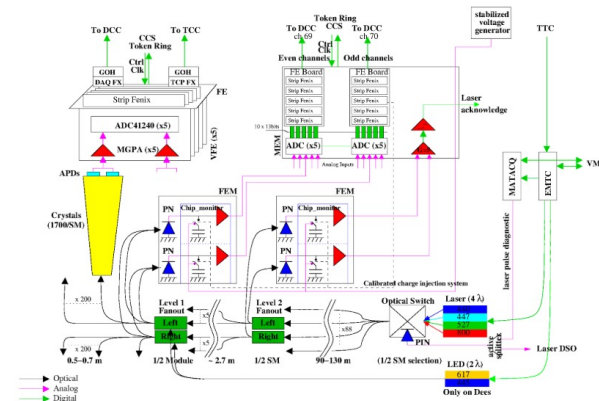 To DCC
CCS
Token Ring
To TCC
Ctrl
Clk
GOH
DAQ FX
GOH
TCP FX
FE
Strip Fenix
ADC41240 (x5)
MGPA (x5)
VFE (x5)
APDs
Crystals
(1700/SM)
To DCC
ch 69
CCS
Token Ring
To DCC
ch 70
Even channels
Ctrl
Clk
Odd channels
FE Board
FE Board
Strip Fenix
Strip Fenix
Strip Fenix
Strip Fenix
Strip Fenix
Strip Fenix
Strip Fenix
Strip Fenix
Strip Fenix
Strip Fenix
10 x 13bits
MEM
ADC (x5)
ADC (x5)
Analog Inputs
stabilized
voltage
generator
TTC
Laser
acknowledge
MATACQ
EMTC
VM
laser pulse diagnostic
FEM
FEM
PN
Chip_monitor
PN
PN
Chip_monitor
PN
Calibrated charge injection system
x 200
x 200
Level 1
Fanout
Left
Right
1/2 Module
x5
x5
Level 2
Fanout
Left
Right
1/2 SM
x88
Optical Switch
PIN
(1/2 SM selection)
Laser (4 λ)
447
527
active
splitter
Laser DSO
LED (2 λ)
617
Only on Dees
0.5–0.7 m
~ 2.7 m
90–130 m
Optical
Analog
Digital